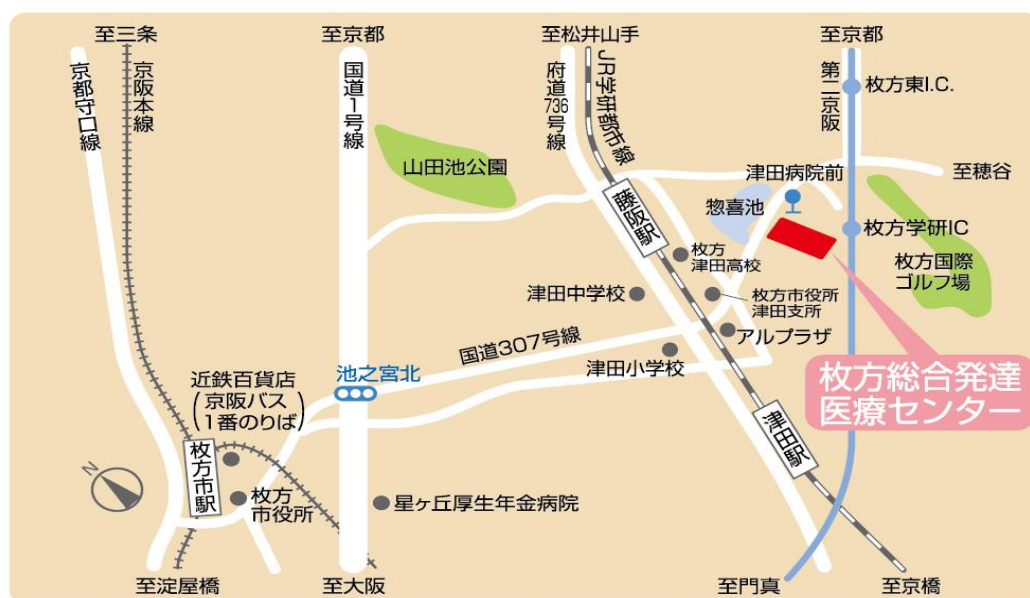 至三条
至京都
至松井山手
至京都
京都守口線
京阪本線
国道1号線
府道736号線
JR学研都市線
第二京阪
枚方東I.C.
山田池公園
津田病院前
至穂谷
惣喜池
藤阪駅
枚方学研IC
枚方
津田高校
枚方国際
ゴルフ場
津田中学校
枚方市役所
津田支所
アルプラザ
国道307号線
津田小学校
池之宮北
枚方総合発達
医療センター
近鉄百貨店
(京阪バス
1番のりば)
津田駅
枚方市駅
N
枚方
市役所
星ヶ丘厚生年金病院
至淀屋橋
至大阪
至門真
至京橋